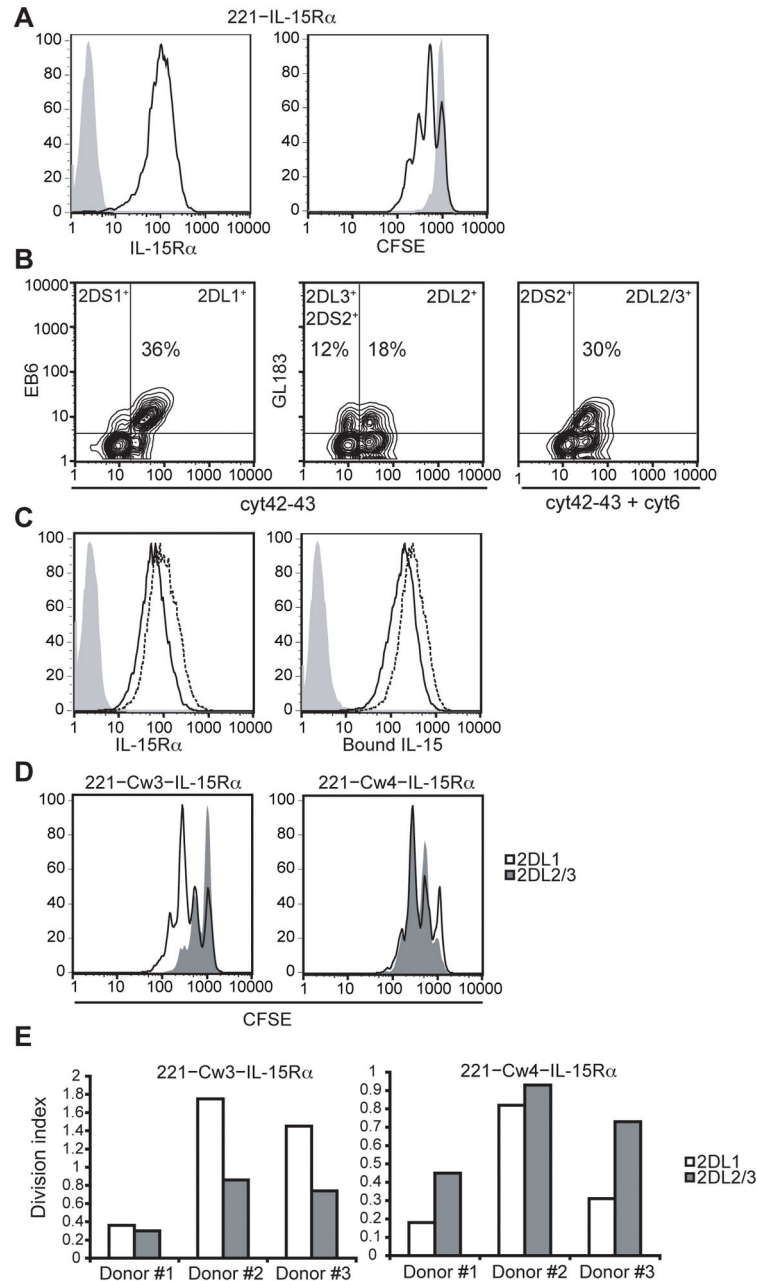 A
221−IL-15Rα
100
80
60
40
20
0
1 10 100 1000 10000
IL-15Rα
100
80
60
40
20
0
1 10 100 1000 10000
CFSE
B
10000
1000
100
10
1
EB6
2DS1⁺ 2DL1⁺
36%
1 10 100 1000 10000
GL183
2DL3⁺ 2DL2⁺
2DS2⁺
12% 18%
1 10 100 1000 10000
2DS2⁺ 2DL2/3⁺
30%
1 10 100 1000 10000
cyt42-43
cyt42-43 + cyt6
C
100
80
60
40
20
0
1 10 100 1000 10000
IL-15Rα
100
80
60
40
20
0
1 10 100 1000 10000
Bound IL-15
D
221−Cw3−IL-15Rα
100
80
60
40
20
0
1 10 100 1000 10000
221−Cw4−IL-15Rα
100
80
60
40
20
0
1 10 100 1000 10000
2DL1
2DL2/3
CFSE
E
221−Cw3−IL-15Rα
Division index
2
1.8
1.6
1.4
1.2
1
0.8
0.6
0.4
0.2
0
Donor #1 Donor #2 Donor #3
221−Cw4−IL-15Rα
1
0.9
0.8
0.7
0.6
0.5
0.4
0.3
0.2
0.1
0
Donor #1 Donor #2 Donor #3
2DL1
2DL2/3